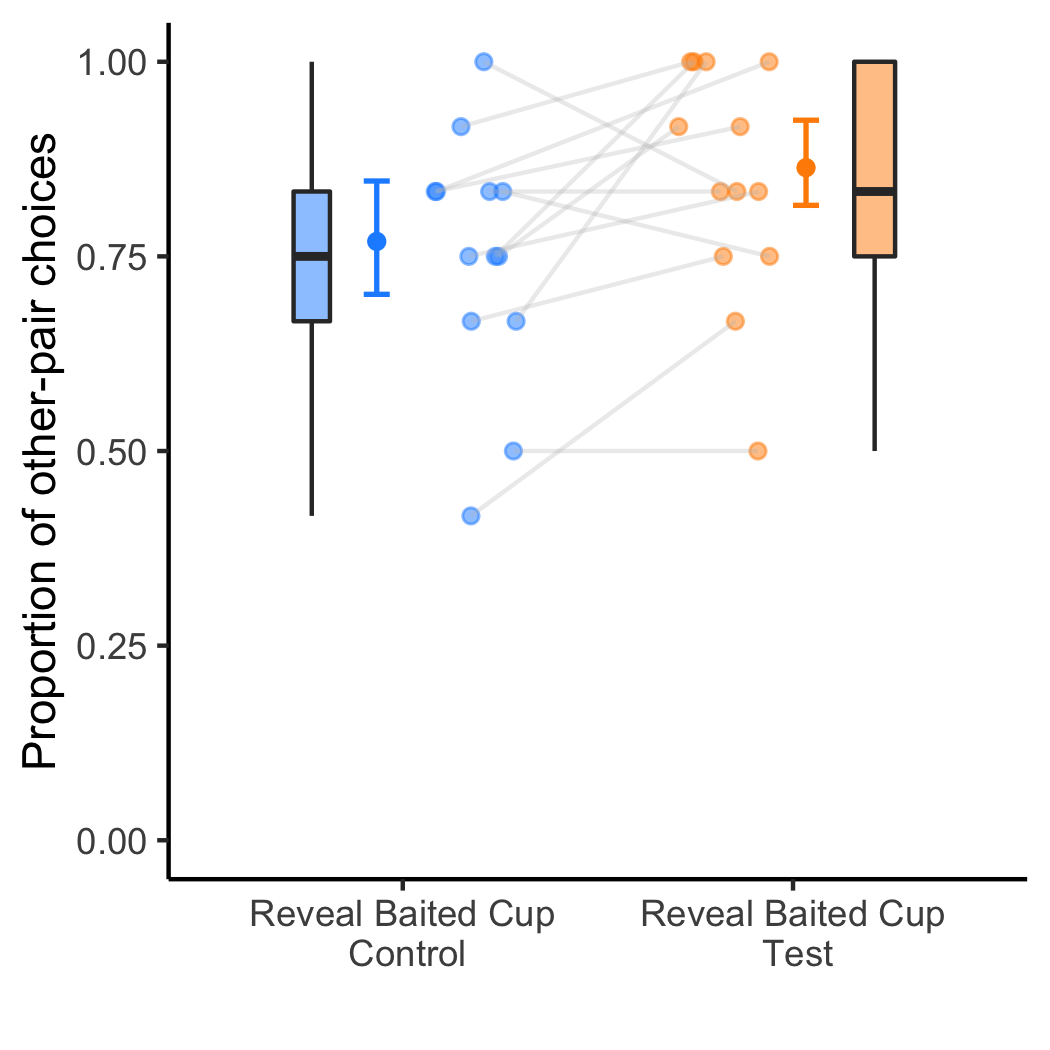 Proportion of other-pair choices
1.00
0.75
0.50
0.25
0.00
Reveal Baited Cup
Control
Reveal Baited Cup
Test